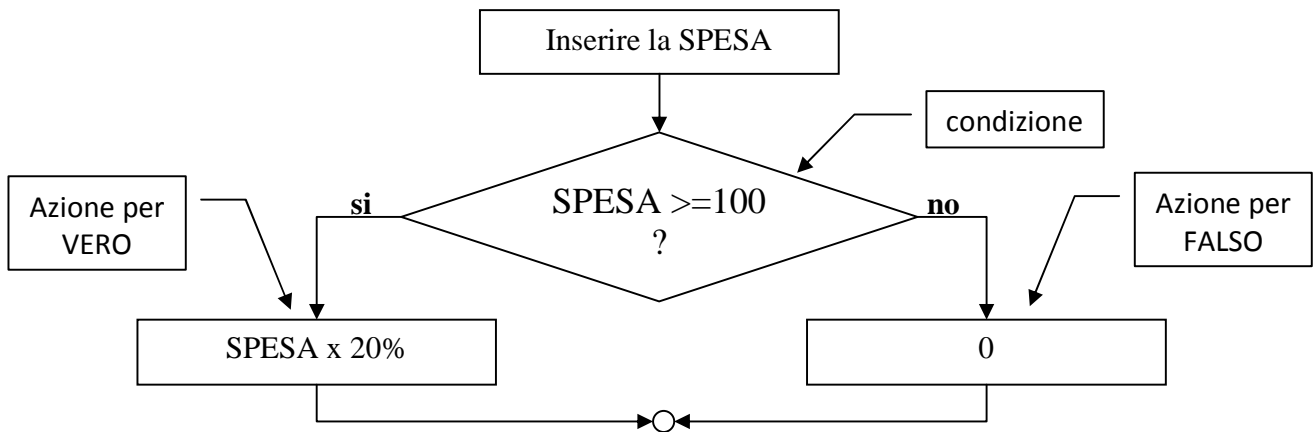 Inserire la SPESA
condizione
Azione per
VERO
si
SPESA >=100
?
no
Azione per
FALSO
SPESA x 20%
0